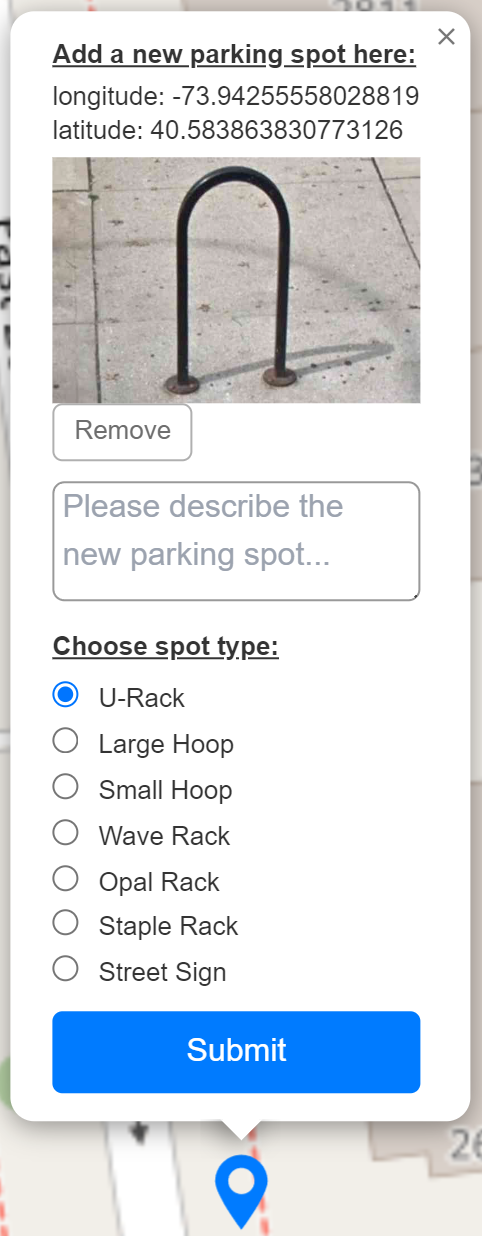 Add a new parking spot here:
longitude: -73.94255558028819
latitude: 40.583863830773126
Remove
Please describe the
new parking spot...
Choose spot type:
U-Rack
Large Hoop
Small Hoop
Wave Rack
Opal Rack
Staple Rack
Street Sign
Submit